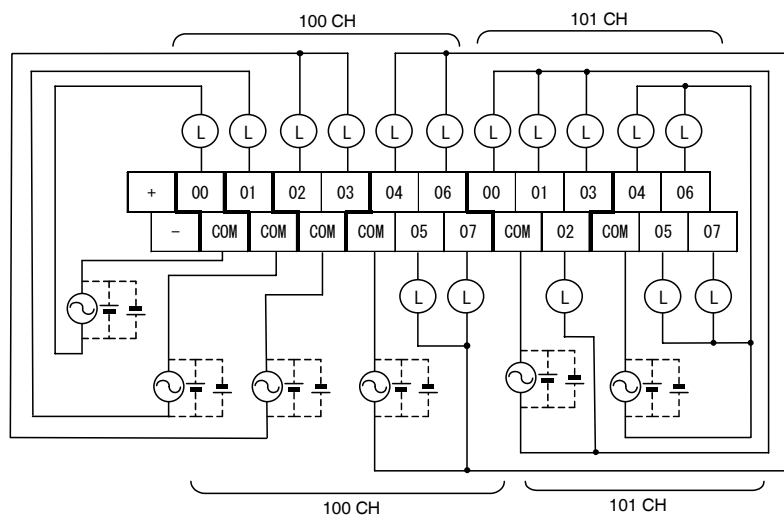 100 CH 101 CH
L L L L L L L L L L L
+ 00 01 02 03 04 06 00 01 03 04 06
- COM COM COM COM 05 07 COM 02 COM 05 07
L L L L L
100 CH 101 CH